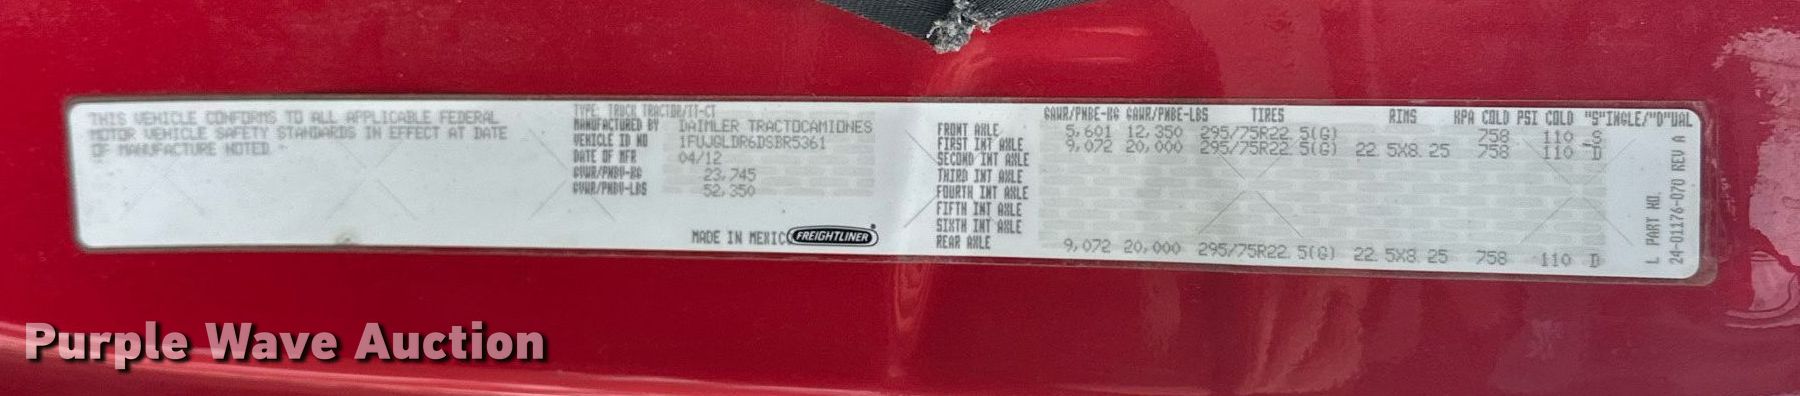 THIS VEHICLE CONFORMS TO ALL APPLICABLE FEDERAL
MOTOR VEHICLE SAFETY STANDARDS IN EFFECT AT DATE
OF MANUFACTURE NOTED.
TYPE: TRUCK TRACTOR/TT-CT
MANUFACTURED BY DAIMLER TRACTOCAMIONES
VEHICLE ID NO 1FUJGLDR6DSBR5361
DATE OF MFR 04/12
GVWR/PNBV-KG 23,745
GVWR/PNBV-LBS 52,350
MADE IN MEXICO FREIGHTLINER
GAWR/PNBE-KG GAWR/PNBE-LBS TIRES RIMS KPA COLD PSI COLD "S"INGLE/"D"UAL
FRONT AXLE 5,601 12,350 295/75R22.5(G) 758 110 S
FIRST INT AXLE 9,072 20,000 295/75R22.5(G) 22.5X8.25 758 110 D
SECOND INT AXLE
THIRD INT AXLE
FOURTH INT AXLE
FIFTH INT AXLE
SIXTH INT AXLE
REAR AXLE 9,072 20,000 295/75R22.5(G) 22.5X8.25 758 110 D
L PART NO.
24-01176-070 REV A
Purple Wave Auction